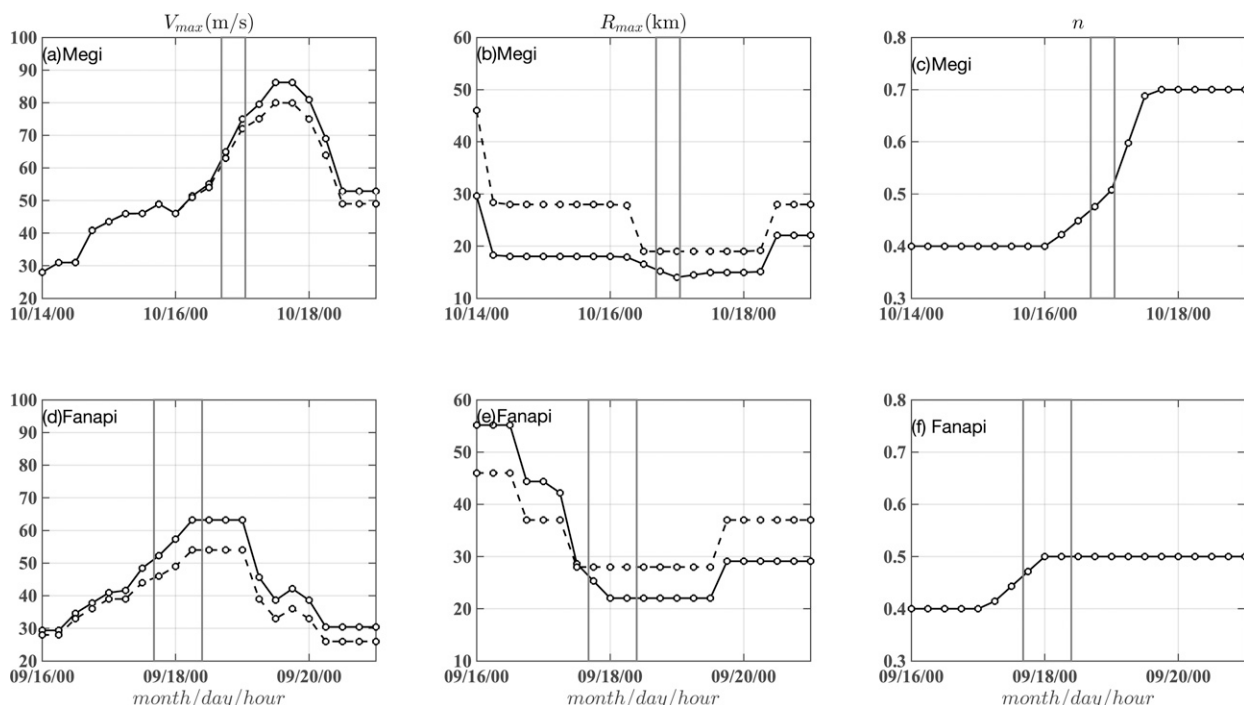 V_max(m/s) R_max(km) n
100 60 0.8
(a)Megi (b)Megi (c)Megi
90
80 50 0.7
70
40 0.6
60
50 30 0.5
40
20 0.4
30
20 10 0.3
10/14/00 10/16/00 10/18/00 10/14/00 10/16/00 10/18/00 10/14/00 10/16/00 10/18/00
100 60 0.8
(d)Fanapi (e)Fanapi (f) Fanapi
90
80 50 0.7
70
40 0.6
60
50 30 0.5
40
20 0.4
30
20 10 0.3
09/16/00 09/18/00 09/20/00 09/16/00 09/18/00 09/20/00 09/16/00 09/18/00 09/20/00
month/day/hour month/day/hour month/day/hour